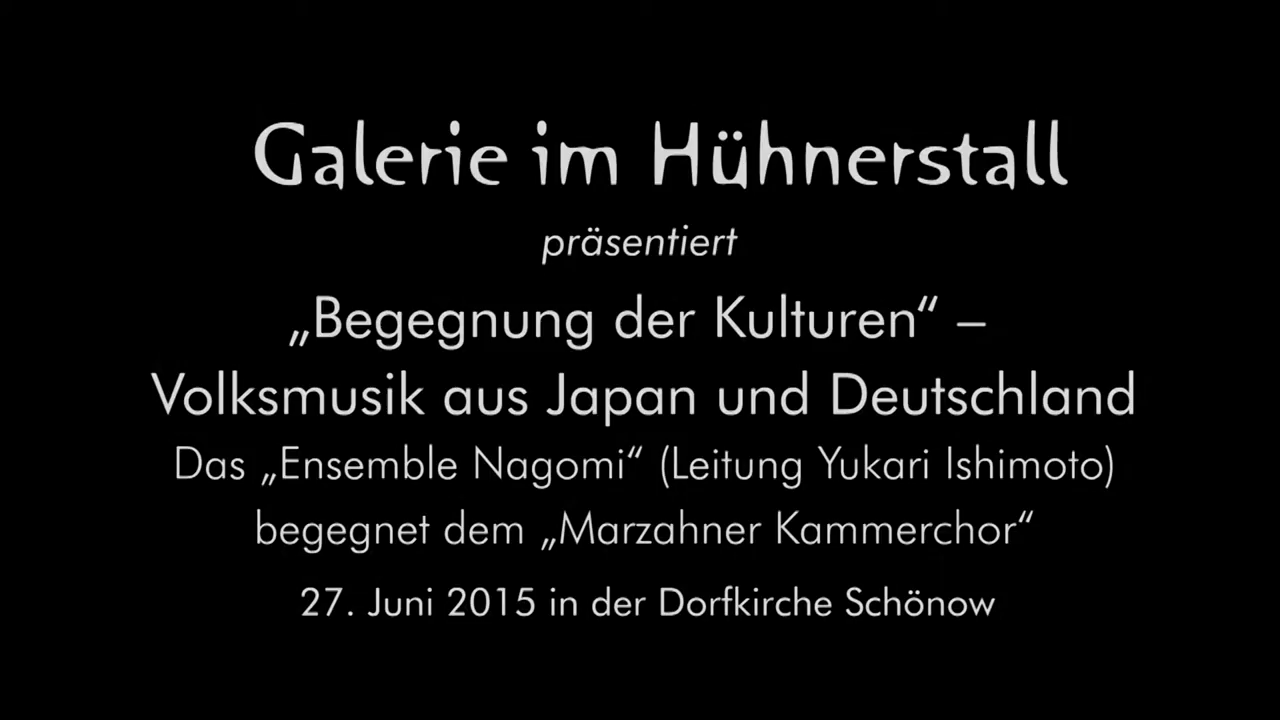 Galerie im Hühnerstall
präsentiert
„Begegnung der Kulturen“ –
Volksmusik aus Japan und Deutschland
Das „Ensemble Nagomi“ (Leitung Yukari Ishimoto)
begegnet dem „Marzahner Kammerchor“
27. Juni 2015 in der Dorfkirche Schönow